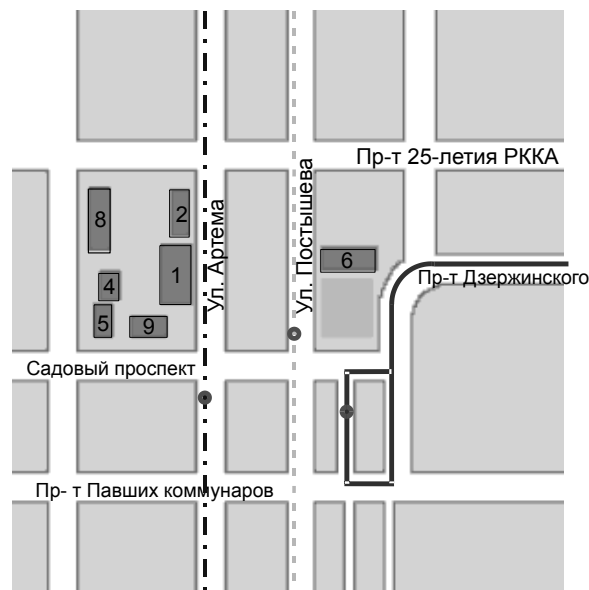 Пр-т 25-летия РККА
8
2
Ул. Артема
Ул. Постышева
6
1
4
Пр-т Дзержинского
5
9
Садовый проспект
Пр- т Павших коммунаров